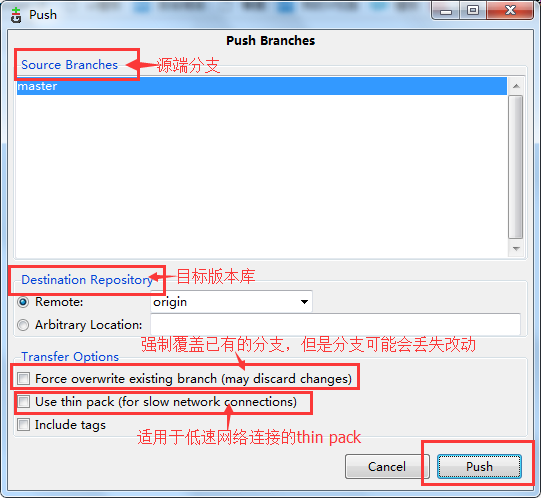 Push
Push Branches
Source Branches
源端分支
master
Destination Repository
目标版本库
Remote:
origin
Arbitrary Location:
强制覆盖已有的分支，但是分支可能会丢失改动
Transfer Options
Force overwrite existing branch (may discard changes)
Use thin pack (for slow network connections)
Include tags
适用于低速网络连接的thin pack
Cancel
Push